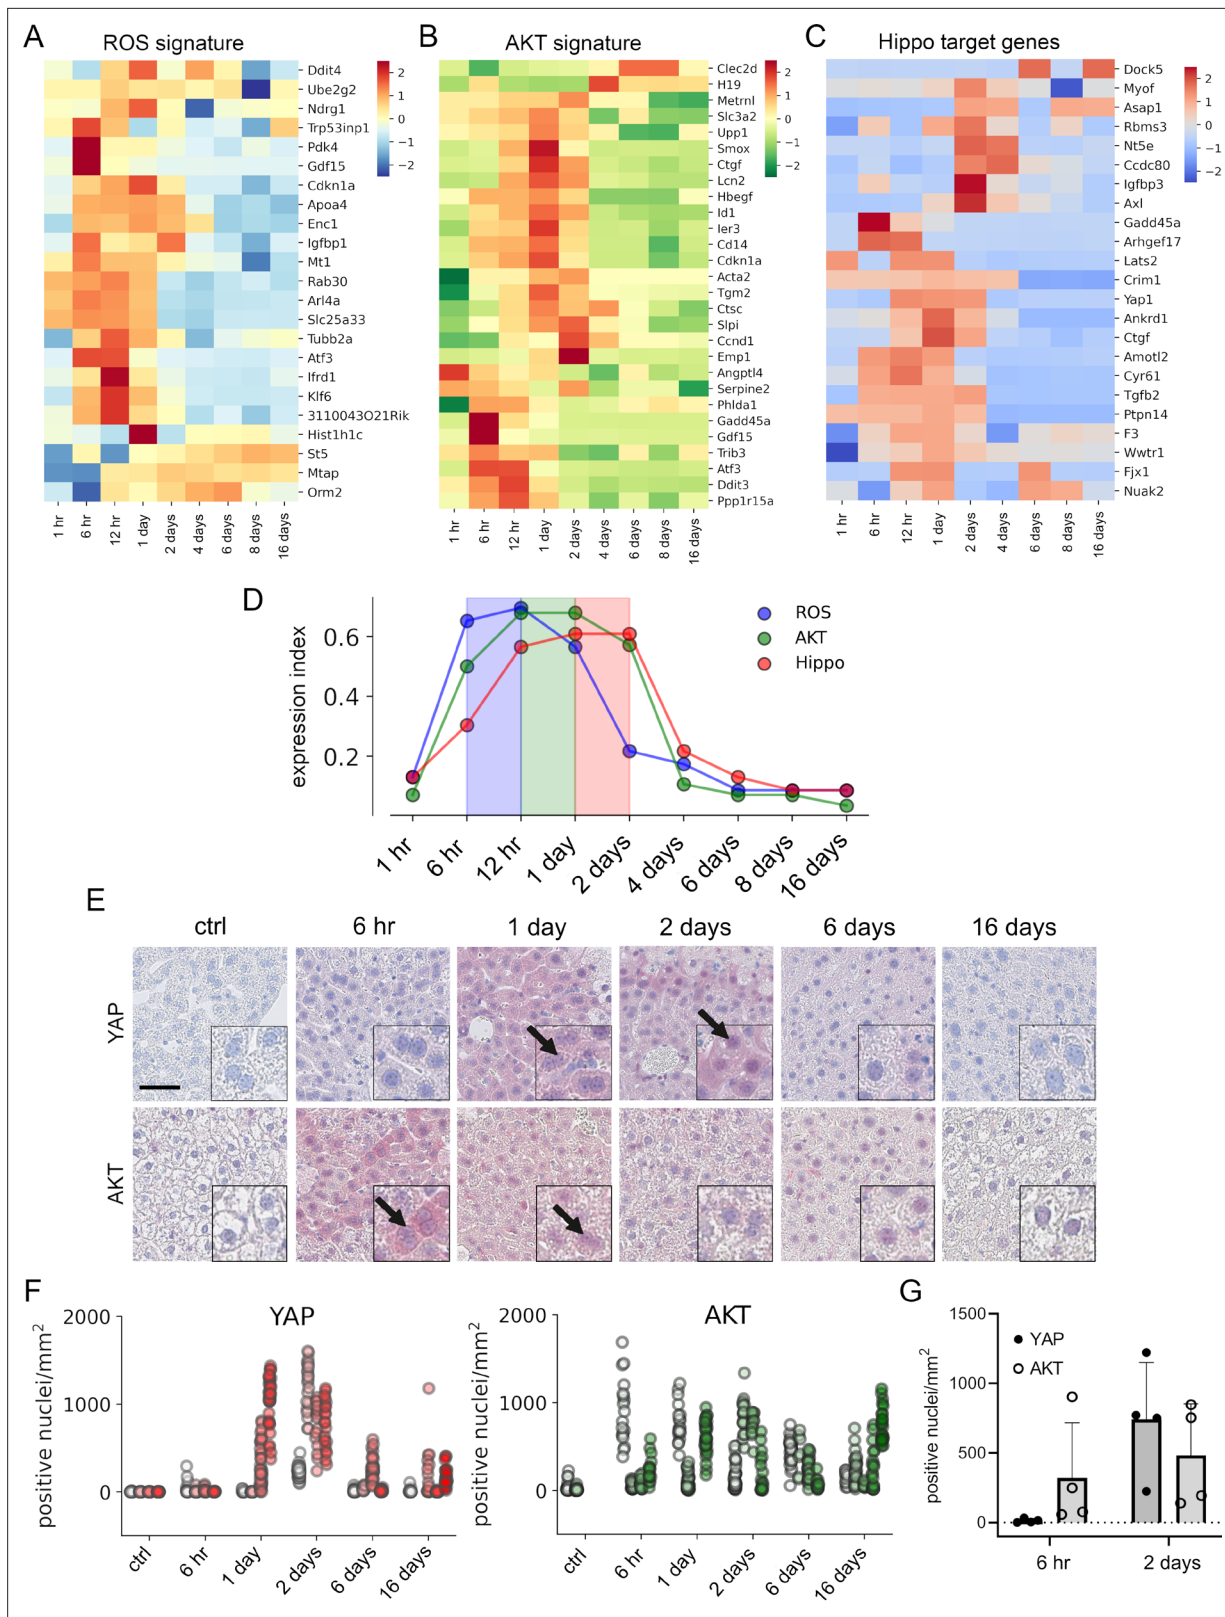 A
ROS signature
Ddit4
Ube2g2
Ndrg1
Trp53inp1
Pdk4
Gdf15
Cdkn1a
Apoa4
Enc1
Igfbp1
Mt1
Rab30
Arl4a
Slc25a33
Tubb2a
Atf3
Ifrd1
Klf6
3110043O21Rik
Hist1h1c
St5
Mtap
Orm2
2
1
0
−1
−2
1 hr
6 hr
12 hr
1 day
2 days
4 days
6 days
8 days
16 days
B
AKT signature
Clec2d
H19
Metrnl
Slc3a2
Upp1
Smox
Ctgf
Lcn2
Hbegf
Id1
Ier3
Cd14
Cdkn1a
Acta2
Tgm2
Ctsc
Slpi
Ccnd1
Emp1
Angptl4
Serpine2
Phlda1
Gadd45a
Gdf15
Trib3
Atf3
Ddit3
Ppp1r15a
2
1
0
−1
−2
1 hr
6 hr
12 hr
1 day
2 days
4 days
6 days
8 days
16 days
C
Hippo target genes
Dock5
Myof
Asap1
Rbms3
Nt5e
Ccdc80
Igfbp3
Axl
Gadd45a
Arhgef17
Lats2
Crim1
Yap1
Ankrd1
Ctgf
Amotl2
Cyr61
Tgfb2
Ptpn14
F3
Wwtr1
Fjx1
Nuak2
2
1
0
−1
−2
1 hr
6 hr
12 hr
1 day
2 days
4 days
6 days
8 days
16 days
D
expression index
0.6
0.4
0.2
ROS
AKT
Hippo
1 hr
6 hr
12 hr
1 day
2 days
4 days
6 days
8 days
16 days
E
ctrl
6 hr
1 day
2 days
6 days
16 days
YAP
AKT
F
YAP
positive nuclei/mm²
2000
1000
0
ctrl
6 hr
1 day
2 days
6 days
16 days
AKT
positive nuclei/mm²
2000
1000
0
ctrl
6 hr
1 day
2 days
6 days
16 days
G
positive nuclei/mm²
1500
1000
500
0
YAP
AKT
6 hr
2 days